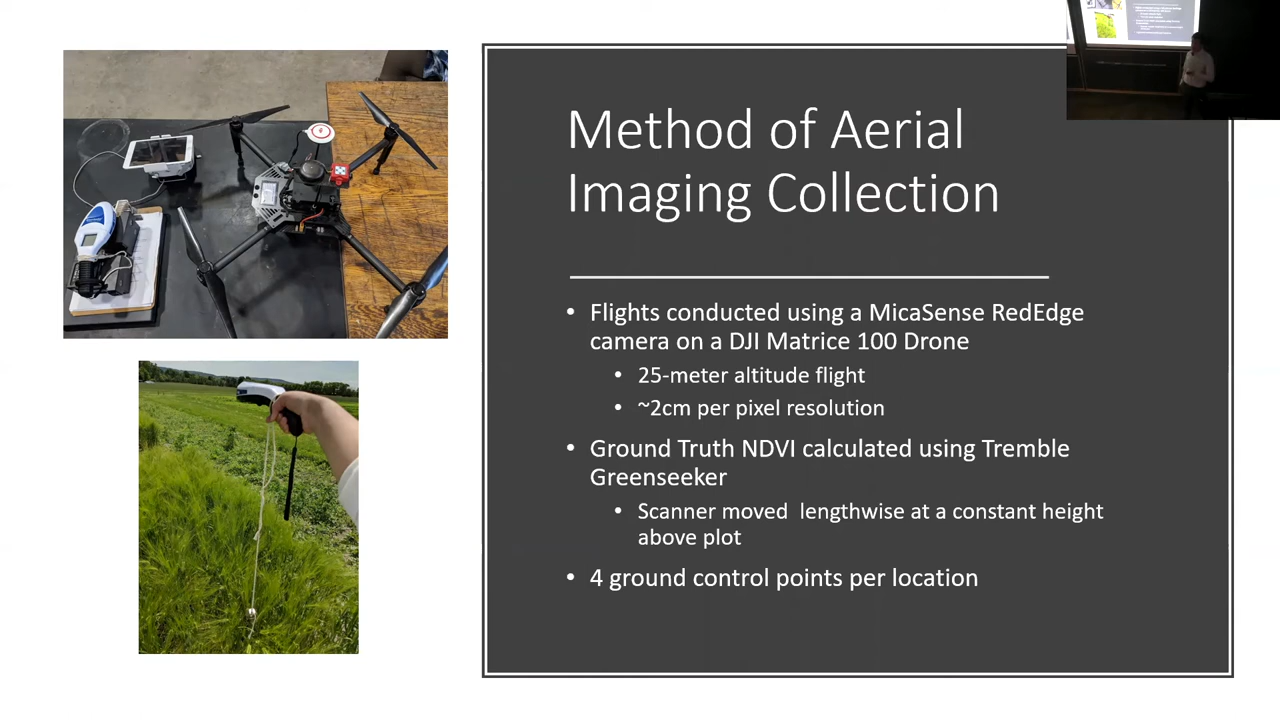 Method of Aerial
Imaging Collection
• Flights conducted using a MicaSense RedEdge
camera on a DJI Matrice 100 Drone
• 25-meter altitude flight
• ~2cm per pixel resolution
• Ground Truth NDVI calculated using Tremble
Greenseeker
• Scanner moved  lengthwise at a constant height
above plot
• 4 ground control points per location